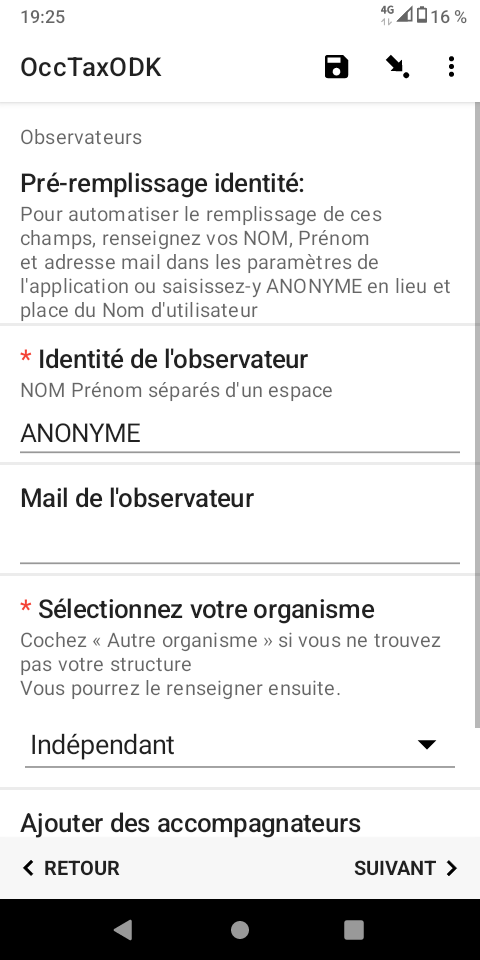 19:25
4G
16 %
OccTaxODK
Observateurs
Pré-remplissage identité:
Pour automatiser le remplissage de ces
champs, renseignez vos NOM, Prénom
et adresse mail dans les paramètres de
l'application ou saisissez-y ANONYME en lieu et
place du Nom d'utilisateur
* Identité de l'observateur
NOM Prénom séparés d'un espace
ANONYME
Mail de l'observateur
* Sélectionnez votre organisme
Cochez « Autre organisme » si vous ne trouvez
pas votre structure
Vous pourrez le renseigner ensuite.
Indépendant
Ajouter des accompagnateurs
RETOUR
SUIVANT